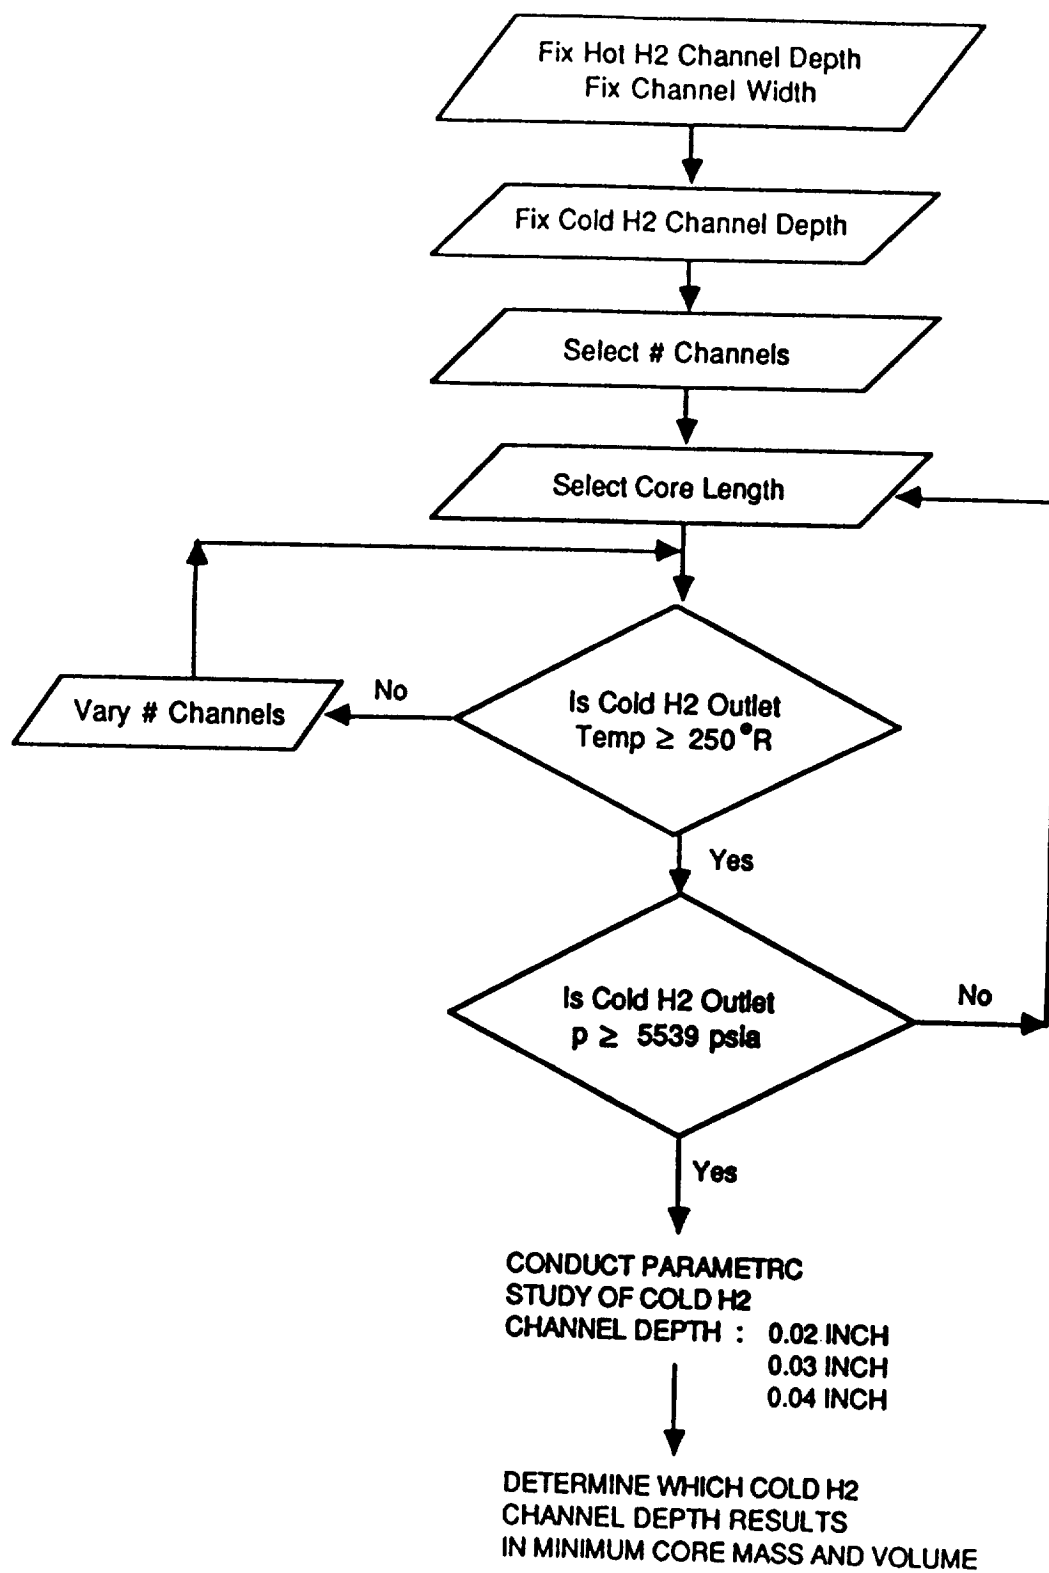 Fix Hot H2 Channel Depth
Fix Channel Width
Fix Cold H2 Channel Depth
Select # Channels
Select Core Length
Vary # Channels
No
Is Cold H2 Outlet
Temp ≥ 250°R
Yes
Is Cold H2 Outlet
p ≥ 5539 psia
No
Yes
CONDUCT PARAMETRC
STUDY OF COLD H2
CHANNEL DEPTH : 0.02 INCH
0.03 INCH
0.04 INCH
DETERMINE WHICH COLD H2
CHANNEL DEPTH RESULTS
IN MINIMUM CORE MASS AND VOLUME